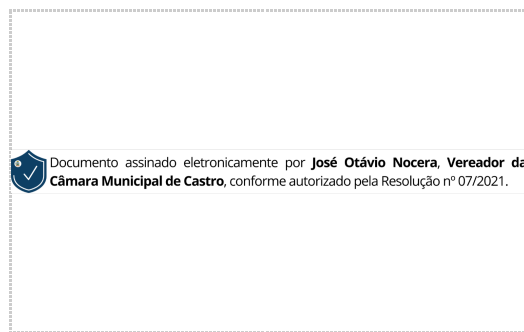 Documento assinado eletronicamente por José Otávio Nocera, Vereador da
Câmara Municipal de Castro, conforme autorizado pela Resolução nº 07/2021.